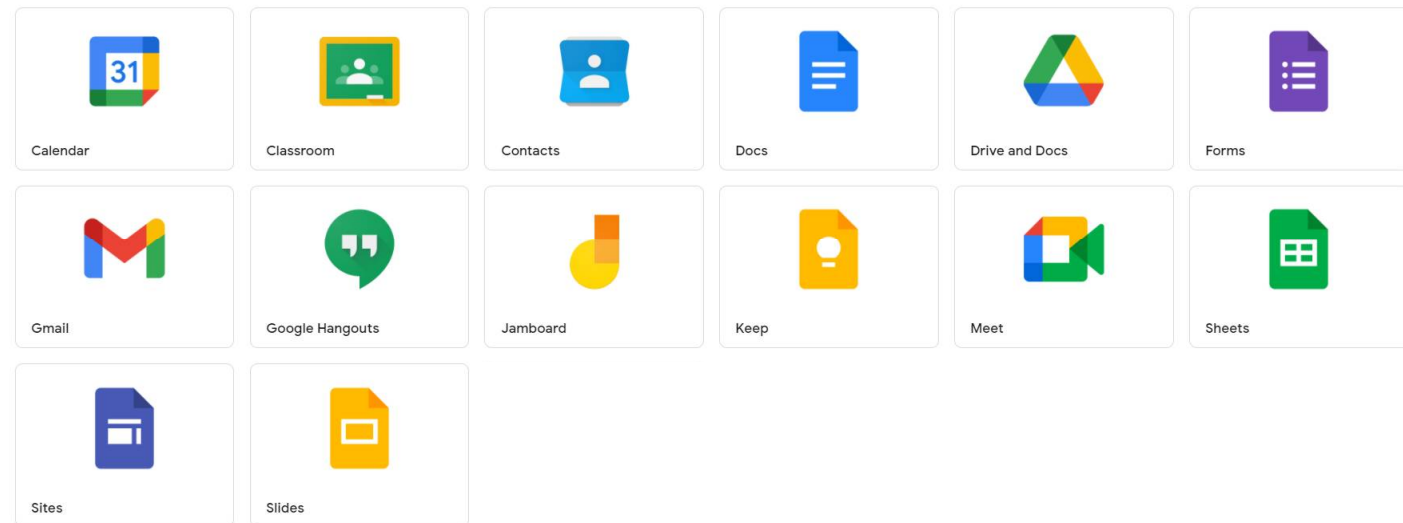 31
Calendar
Classroom
Contacts
Docs
Drive and Docs
Forms
Gmail
Google Hangouts
Jamboard
Keep
Meet
Sheets
Sites
Slides